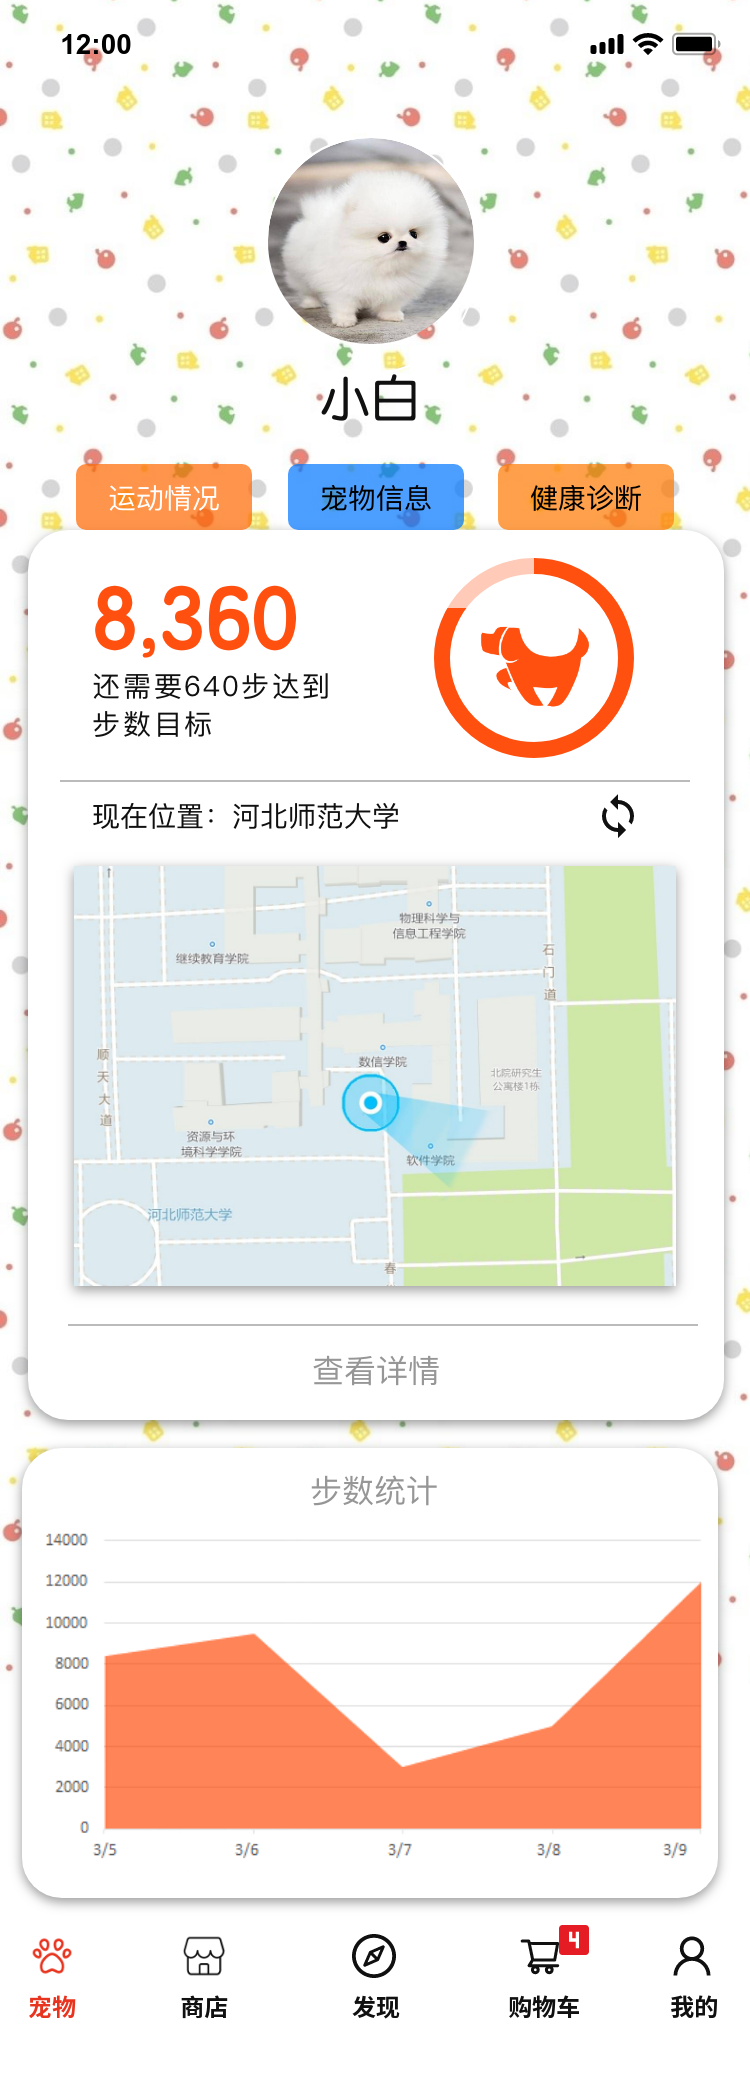 12:00
小白
运动情况
宠物信息
健康诊断
8,360
还需要640步达到
步数目标
现在位置：河北师范大学
物理科学与
信息工程学院
继续教育学院
石门道
顺天大道
数信学院
北院研究生
公寓楼1栋
资源与环
境科学学院
软件学院
河北师范大学
春
查看详情
步数统计
14000
12000
10000
8000
6000
4000
2000
0
3/5
3/6
3/7
3/8
3/9
4
宠物
商店
发现
购物车
我的